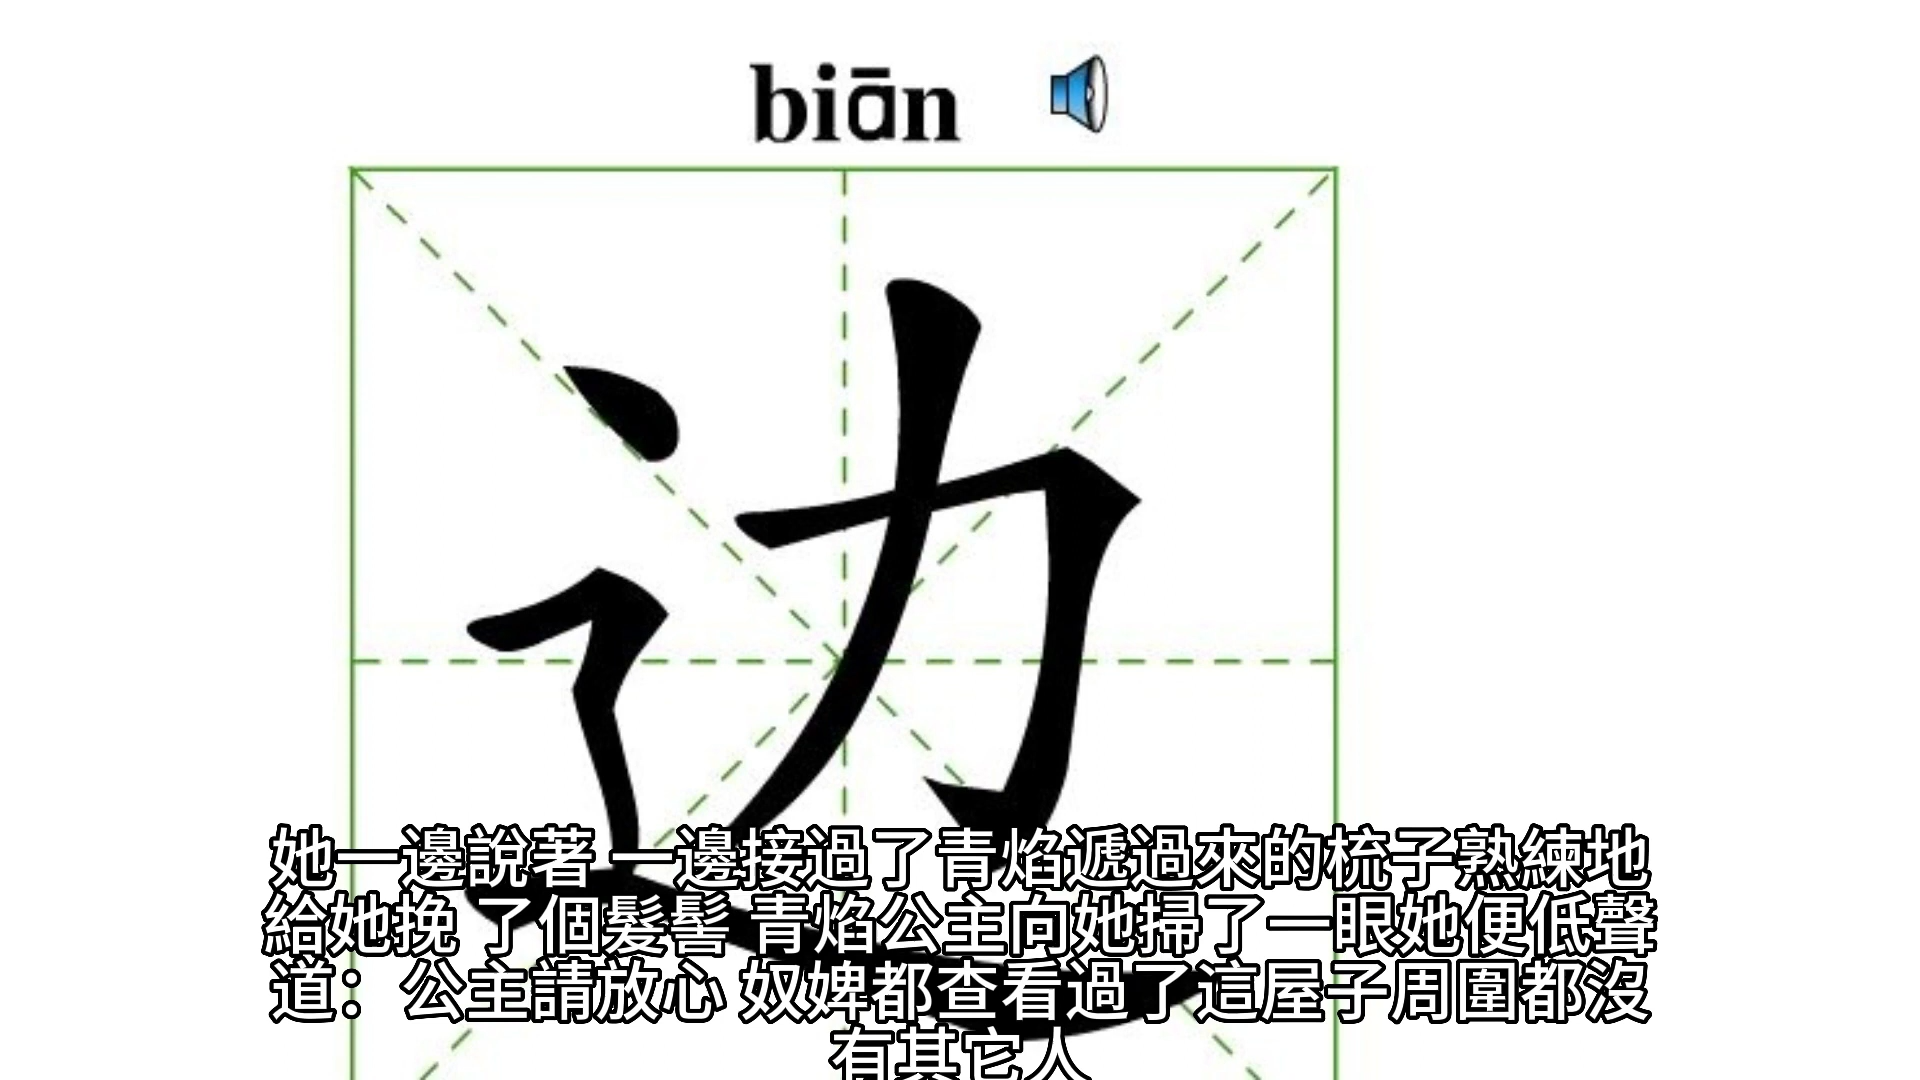 biān
边
她一邊說著 一邊接過了青焰遞過來的梳子熟練地
給她挽 了個髮髻 青焰公主向她掃了一眼她便低聲
道：公主請放心 奴婢都查看過了這屋子周圍都沒
有其它人